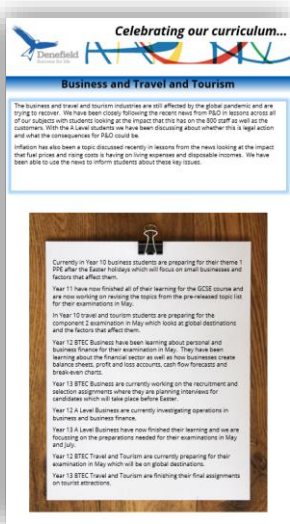 Celebrating our curriculum...
Denefield
Business and Travel and Tourism
The business and travel and tourism industries are still affected by the global pandemic and are
trying to recover. We have been closely following the recent news from P&O in lessons across all
of our subjects with students looking at the impact that this has on the 800 staff as well as the
customers. With the A Level students we have been discussing about whether this is legal action
and what the consequences for P&O could be.
Inflation has also been a topic discussed recently in lessons from the news looking at the impact
that fuel prices and rising costs is having on living expenses and disposable incomes. We have
been able to use the news to inform students about these key issues.
Currently in Year 10 business students are preparing for their theme 1
PPE after the Easter holidays which will focus on small businesses and
factors that affect them.
Year 11 have now finished all of their learning for the GCSE course and
are now working on revising the topics from the pre-released topic list
for their examinations in May.
In Year 10 travel and tourism students are preparing for the
component 2 examination in May which looks at global destinations
and the factors that affect them.
Year 12 BTEC Business have been learning about personal and
business finance for their examination in May. They have been
learning about the financial sector as well as how businesses create
balance sheets, profit and loss accounts, cash flow forecasts and
break-even charts.
Year 13 BTEC Business are currently working on the recruitment and
selection assignments where they are planning interviews for
candidates which will take place before Easter.
Year 12 A Level Business are currently investigating operations in
business and business finance.
Year 13 A Level Business have now finished their learning and we are
focussing on the preparations needed for their examinations in May
and July.
Year 12 BTEC Travel and Tourism are currently preparing for their
examination in May which will be on global destinations.
Year 13 BTEC Travel and Tourism are finishing their final assignments
on tourist attractions.